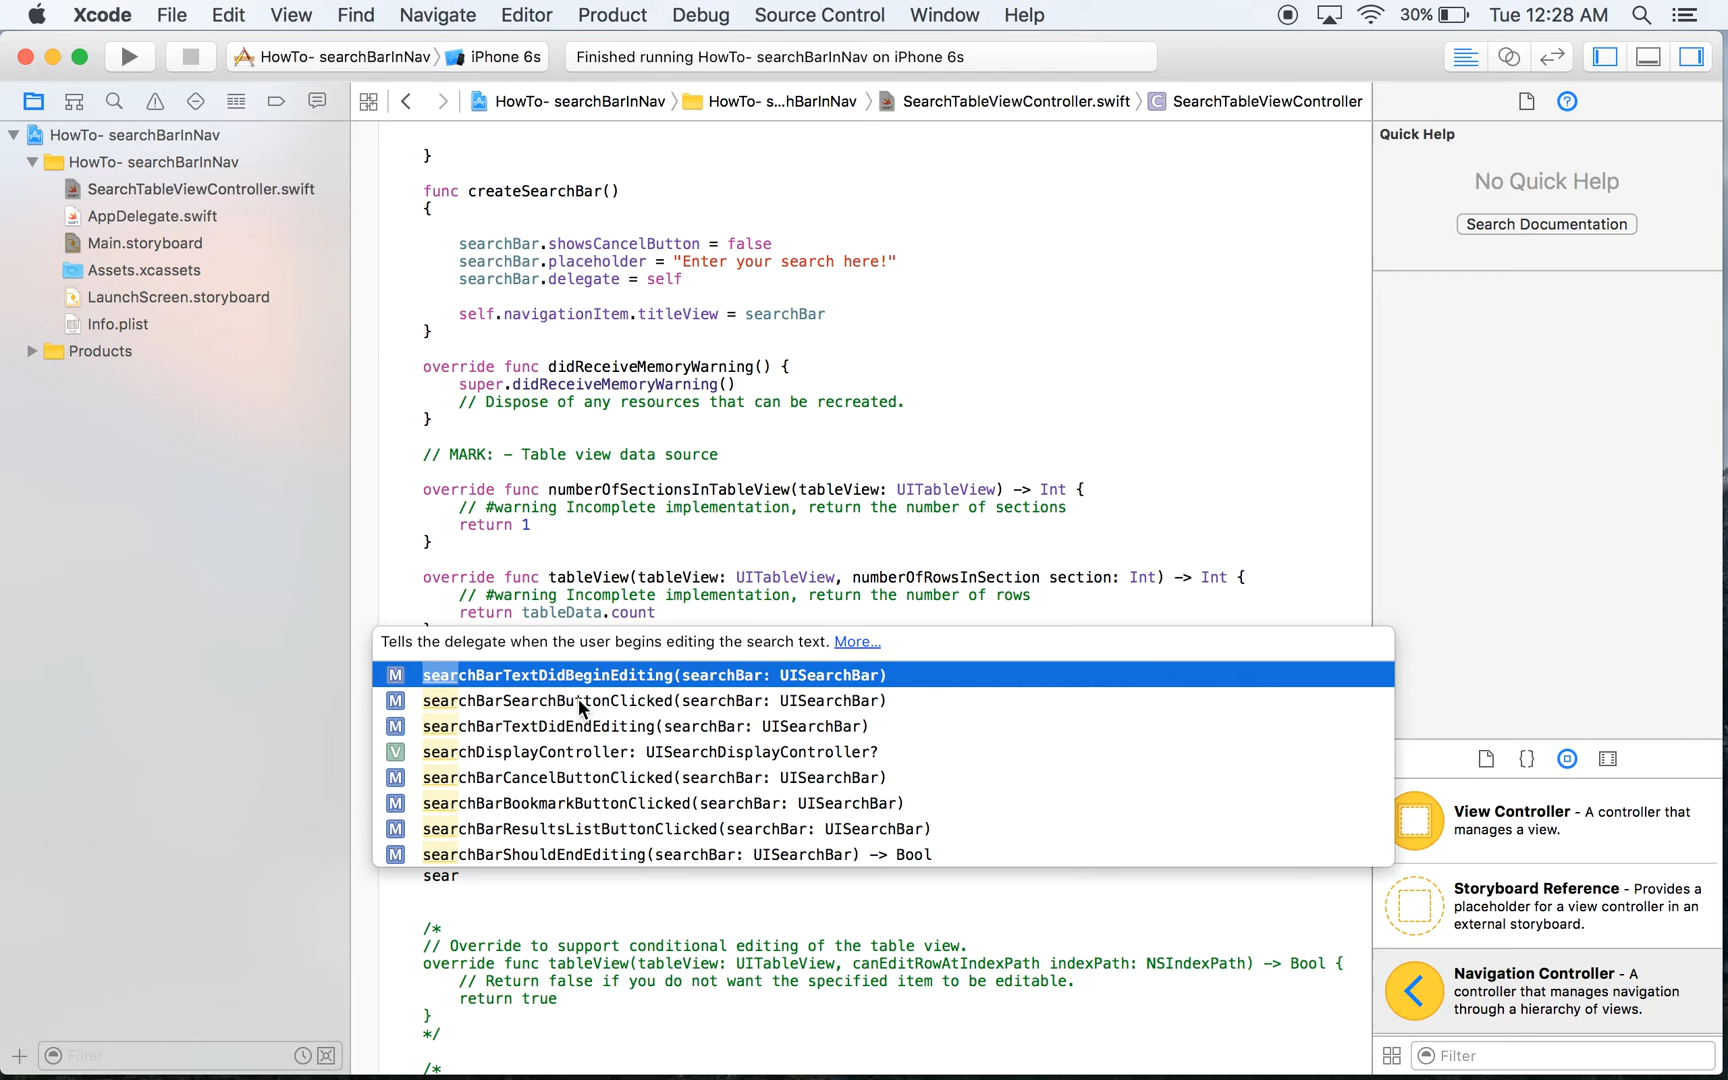 Xcode File Edit View Find Navigate Editor Product Debug Source Control Window Help 30% Tue 12:28 AM
HowTo- searchBarInNav iPhone 6s Finished running HowTo- searchBarInNav on iPhone 6s
HowTo- searchBarInNav HowTo- s...hBarInNav SearchTableViewController.swift C SearchTableViewController
HowTo- searchBarInNav
HowTo- searchBarInNav
SearchTableViewController.swift
AppDelegate.swift
Main.storyboard
Assets.xcassets
LaunchScreen.storyboard
Info.plist
Products
Filter
}
func createSearchBar()
{
searchBar.showsCancelButton = false
searchBar.placeholder = "Enter your search here!"
searchBar.delegate = self
self.navigationItem.titleView = searchBar
}
override func didReceiveMemoryWarning() {
super.didReceiveMemoryWarning()
// Dispose of any resources that can be recreated.
}
// MARK: - Table view data source
override func numberOfSectionsInTableView(tableView: UITableView) -> Int {
// #warning Incomplete implementation, return the number of sections
return 1
}
override func tableView(tableView: UITableView, numberOfRowsInSection section: Int) -> Int {
// #warning Incomplete implementation, return the number of rows
return tableData.count
Tells the delegate when the user begins editing the search text. More...
M searchBarTextDidBeginEditing(searchBar: UISearchBar)
M searchBarSearchButtonClicked(searchBar: UISearchBar)
M searchBarTextDidEndEditing(searchBar: UISearchBar)
V searchDisplayController: UISearchDisplayController?
M searchBarCancelButtonClicked(searchBar: UISearchBar)
M searchBarBookmarkButtonClicked(searchBar: UISearchBar)
M searchBarResultsListButtonClicked(searchBar: UISearchBar)
M searchBarShouldEndEditing(searchBar: UISearchBar) -> Bool
sear
/*
// Override to support conditional editing of the table view.
override func tableView(tableView: UITableView, canEditRowAtIndexPath indexPath: NSIndexPath) -> Bool {
// Return false if you do not want the specified item to be editable.
return true
}
*/
/*
Quick Help
No Quick Help
Search Documentation
View Controller - A controller that
manages a view.
Storyboard Reference - Provides a
placeholder for a view controller in an
external storyboard.
Navigation Controller - A
controller that manages navigation
through a hierarchy of views.
Filter